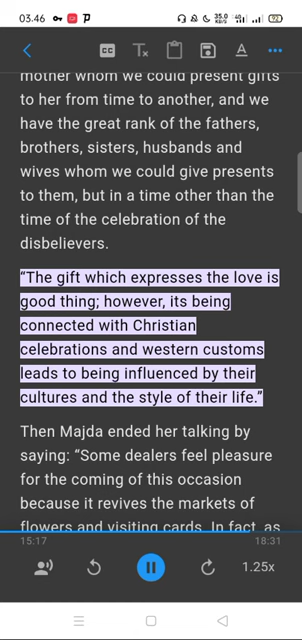 03.46
35.0 KB/S
92
CC
mother whom we could present gifts
to her from time to another, and we
have the great rank of the fathers,
brothers, sisters, husbands and
wives whom we could give presents
to them, but in a time other than the
time of the celebration of the
disbelievers.
“The gift which expresses the love is
good thing; however, its being
connected with Christian
celebrations and western customs
leads to being influenced by their
cultures and the style of their life.”
Then Majda ended her talking by
saying: “Some dealers feel pleasure
for the coming of this occasion
because it revives the markets of
flowers and visiting cards. In fact, as
15:17
18:31
1.25x